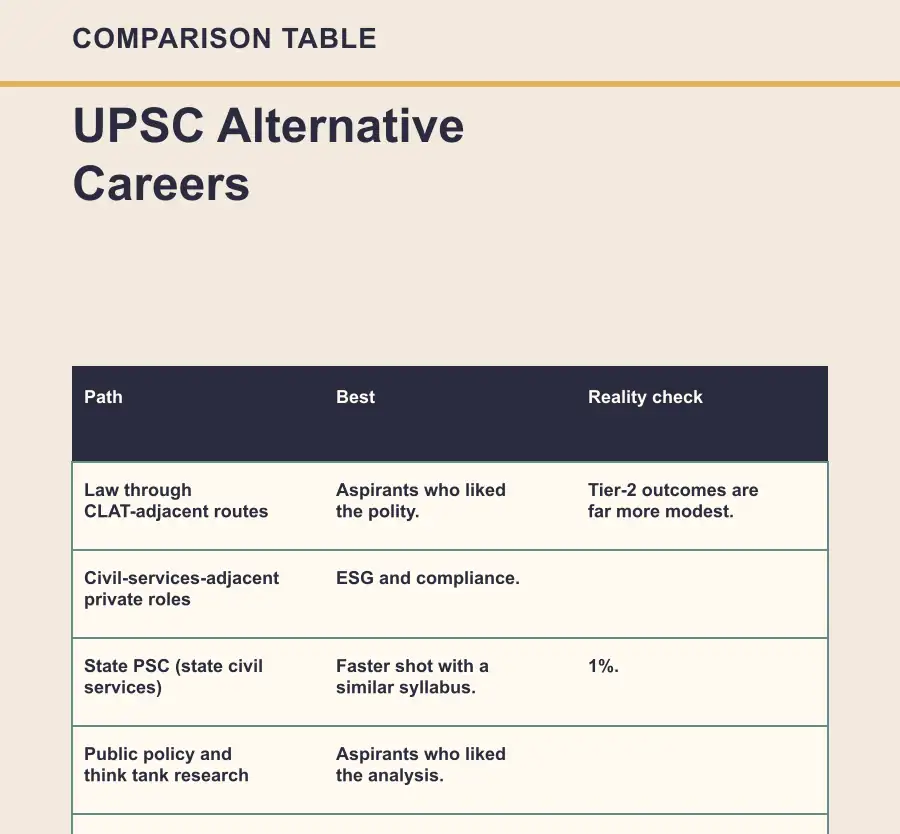 COMPARISON TABLE
UPSC Alternative
Careers
Path
Best
Reality check
Law through
CLAT-adjacent routes
Aspirants who liked
the polity.
Tier-2 outcomes are
far more modest.
Civil-services-adjacent
private roles
ESG and compliance.
State PSC (state civil
services)
Faster shot with a
similar syllabus.
1%.
Public policy and
think tank research
Aspirants who liked
the analysis.